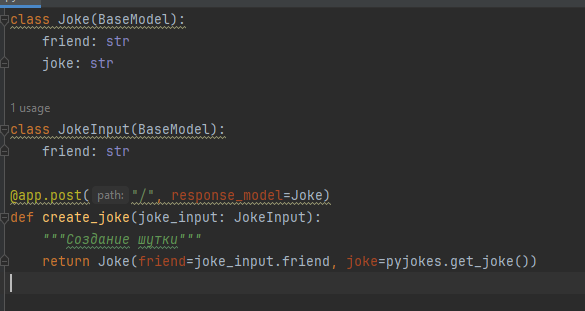 class Joke(BaseModel):
    friend: str
    joke: str
1 usage
class JokeInput(BaseModel):
    friend: str
@app.post( path: "/", response_model=Joke)
def create_joke(joke_input: JokeInput):
    """Создание шутки"""
    return Joke(friend=joke_input.friend, joke=pyjokes.get_joke())